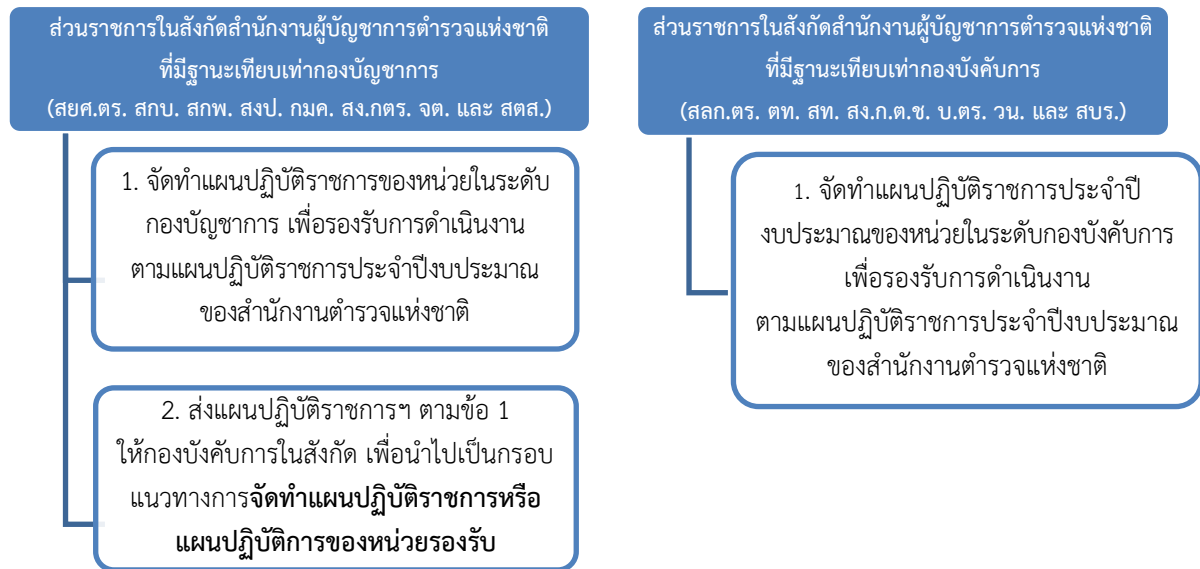 ส่วนราชการในสังกัดสำนักงานผู้บัญชาการตำรวจแห่งชาติ
ที่มีฐานะเทียบเท่ากองบัญชาการ
(สยศ.ตร. สกบ. สกพ. สงป. กมค. สง.กตร. จต. และ สตส.)
1. จัดทำแผนปฏิบัติราชการของหน่วยในระดับ
กองบัญชาการ เพื่อรองรับการดำเนินงาน
ตามแผนปฏิบัติราชการประจำปีงบประมาณ
ของสำนักงานตำรวจแห่งชาติ
2. ส่งแผนปฏิบัติราชการฯ ตามข้อ 1
ให้กองบังคับการในสังกัด เพื่อนำไปเป็นกรอบ
แนวทางการจัดทำแผนปฏิบัติราชการหรือ
แผนปฏิบัติการของหน่วยรองรับ
ส่วนราชการในสังกัดสำนักงานผู้บัญชาการตำรวจแห่งชาติ
ที่มีฐานะเทียบเท่ากองบังคับการ
(สลก.ตร. ตท. สท. สง.ก.ต.ช. บ.ตร. วน. และ สบร.)
1. จัดทำแผนปฏิบัติราชการประจำปี
งบประมาณของหน่วยในระดับกองบังคับการ
เพื่อรองรับการดำเนินงาน
ตามแผนปฏิบัติราชการประจำปีงบประมาณ
ของสำนักงานตำรวจแห่งชาติ